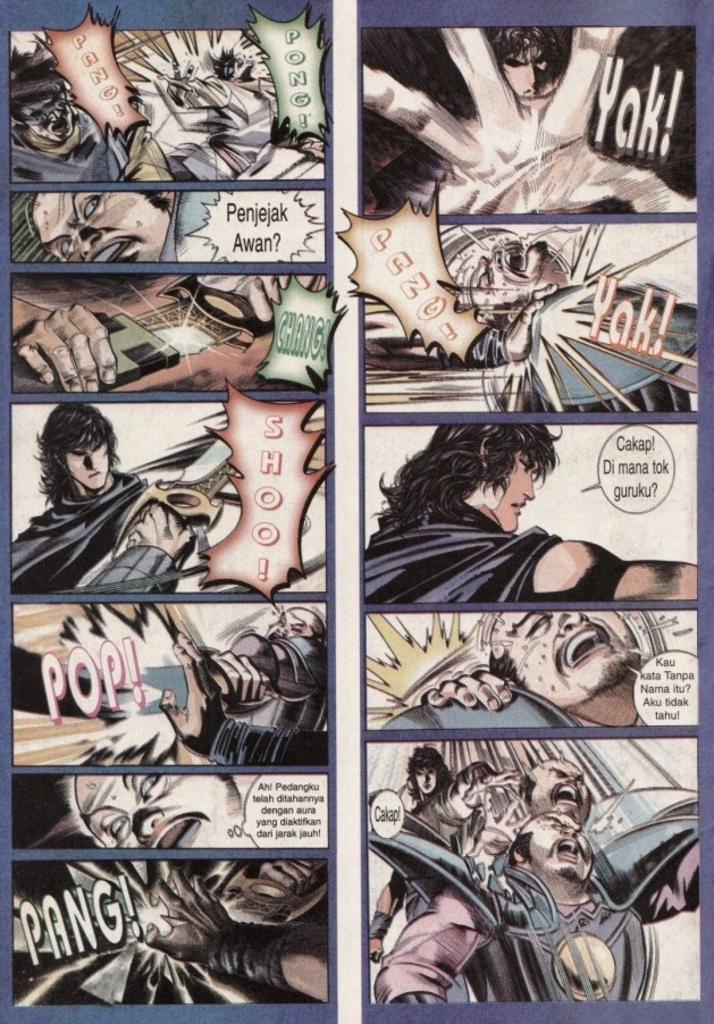 PANG!
PONG!
Penjejak
Awan?
CHANG!
SHOO!
POP!
Ah! Pedangku
telah ditahannya
dengan aura
yang diaktifkan
dari jarak jauh!
PANG!
Yak!
PANG!
Yak!
Cakap!
Di mana tok
guruku?
Kau
kata Tanpa
Nama itu?
Aku tidak
tahu!
Cakap!